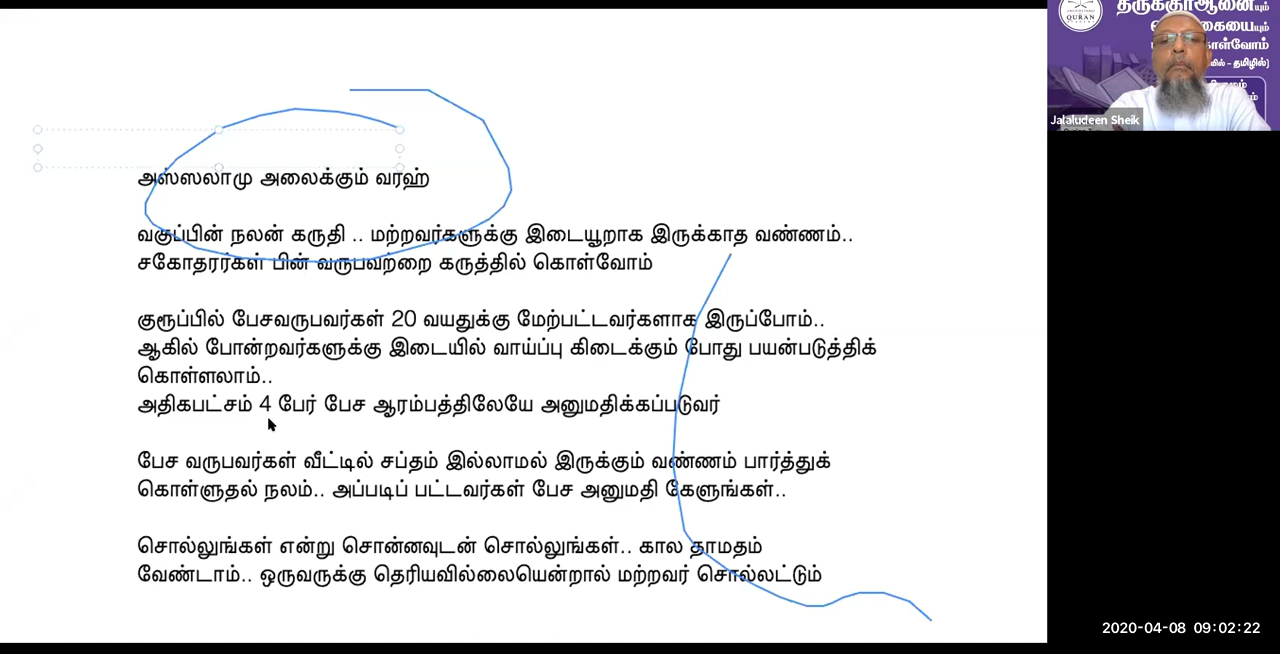 தருக்குர்ஆனையும்
QURAN
Jalaludeen Sheik
அஸ்ஸலாமு அலைக்கும் வரஹ்
வகுப்பின் நலன் கருதி .. மற்றவர்களுக்கு இடையூறாக இருக்காத வண்ணம்..
சகோதரர்கள் பின் வருபவற்றை கருத்தில் கொள்வோம்
குரூப்பில் பேசவருபவர்கள் 20 வயதுக்கு மேற்பட்டவர்களாக இருப்போம்..
ஆகில் போன்றவர்களுக்கு இடையில் வாய்ப்பு கிடைக்கும் போது பயன்படுத்திக்
கொள்ளலாம்..
அதிகபட்சம் 4 பேர் பேச ஆரம்பத்திலேயே அனுமதிக்கப்படுவர்
பேச வருபவர்கள் வீட்டில் சப்தம் இல்லாமல் இருக்கும் வண்ணம் பார்த்துக்
கொள்ளுதல் நலம்.. அப்படிப் பட்டவர்கள் பேச அனுமதி கேளுங்கள்..
சொல்லுங்கள் என்று சொன்னவுடன் சொல்லுங்கள்.. கால தாமதம்
வேண்டாம்.. ஒருவருக்கு தெரியவில்லையென்றால் மற்றவர் சொல்லட்டும்
2020-04-08 09:02:22